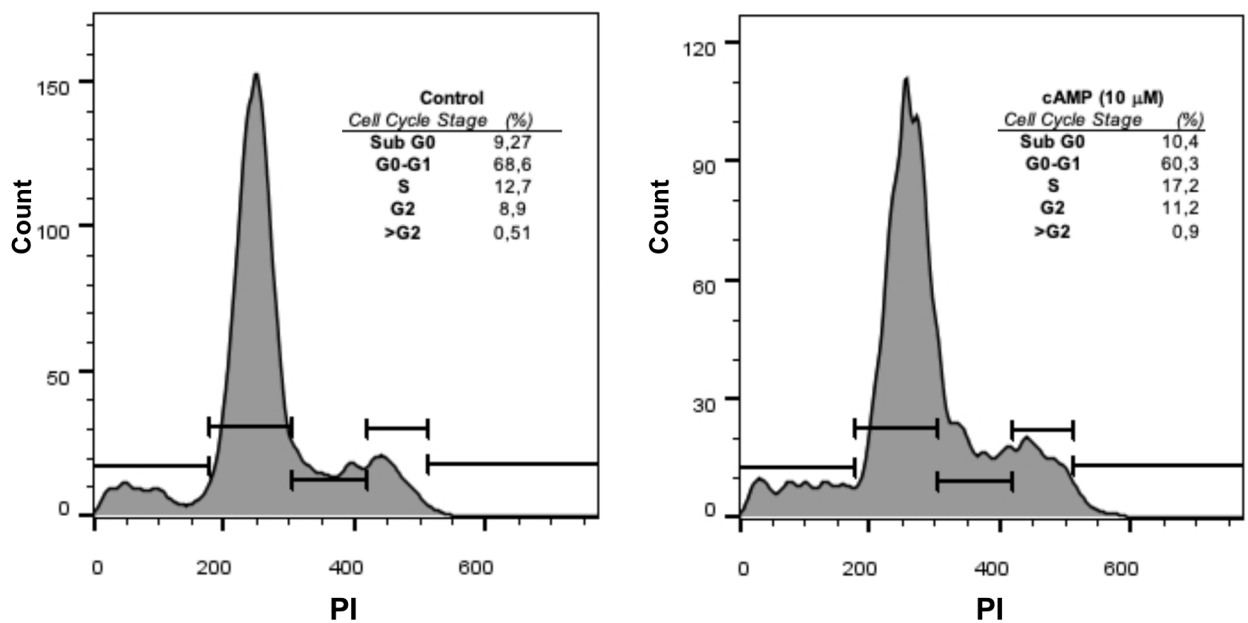 Control
Cell Cycle Stage (%)
Sub G0 9,27
G0-G1 68,6
S 12,7
G2 8,9
>G2 0,51
150
100
50
0
Count
0 200 400 600
PI
cAMP (10 µM)
Cell Cycle Stage (%)
Sub G0 10,4
G0-G1 60,3
S 17,2
G2 11,2
>G2 0,9
120
90
60
30
0
Count
0 200 400 600
PI